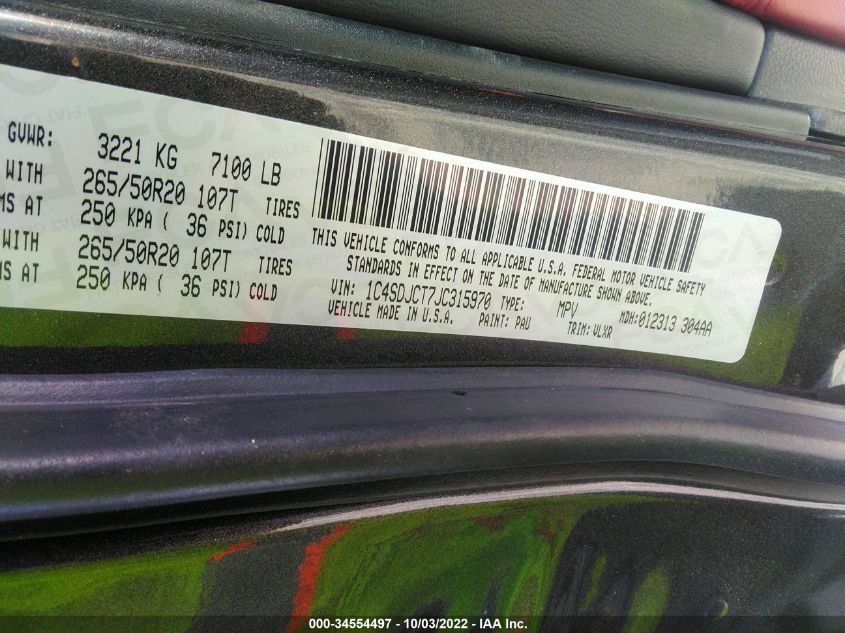 GVWR: 3221 KG 7100 LB
WITH 265/50R20 107T TIRES
MS AT 250 KPA ( 36 PSI) COLD
WITH 265/50R20 107T TIRES
MS AT 250 KPA ( 36 PSI) COLD
THIS VEHICLE CONFORMS TO ALL APPLICABLE U.S.A. FEDERAL MOTOR VEHICLE SAFETY
STANDARDS IN EFFECT ON THE DATE OF MANUFACTURE SHOWN ABOVE.
VIN: 1C4SDJCT7JC315970 TYPE: MPV MDH:012313 304AA
VEHICLE MADE IN U.S.A. PAINT: PAU TRIM: VLXR
000-34554497 - 10/03/2022 - IAA Inc.